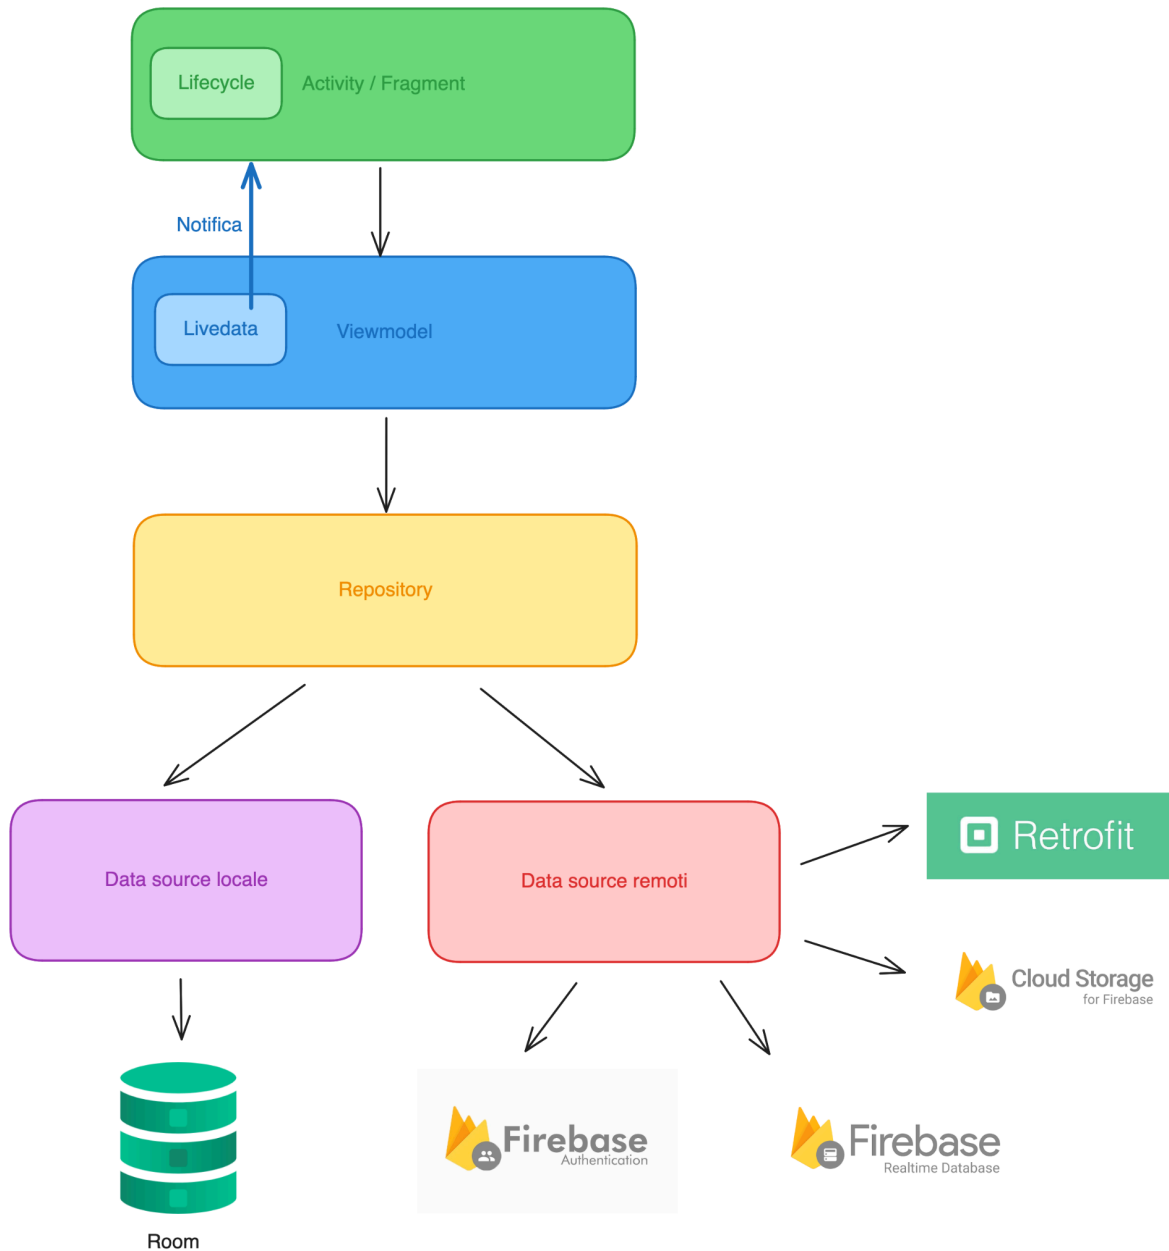 Lifecycle
Activity / Fragment
Notifica
Livedata
Viewmodel
Repository
Data source locale
Data source remoti
Retrofit
Cloud Storage
for Firebase
Firebase
Authentication
Firebase
Realtime Database
Room